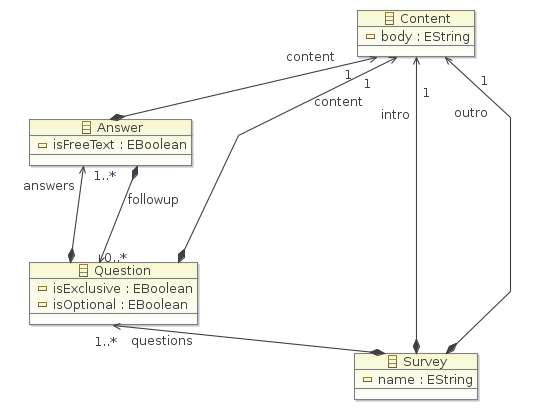 Content
body : EString
content
1
1
content
1
intro
outro
1
Answer
isFreeText : EBoolean
answers
1..*
followup
0..*
Question
isExclusive : EBoolean
isOptional : EBoolean
1..*
questions
Survey
name : EString